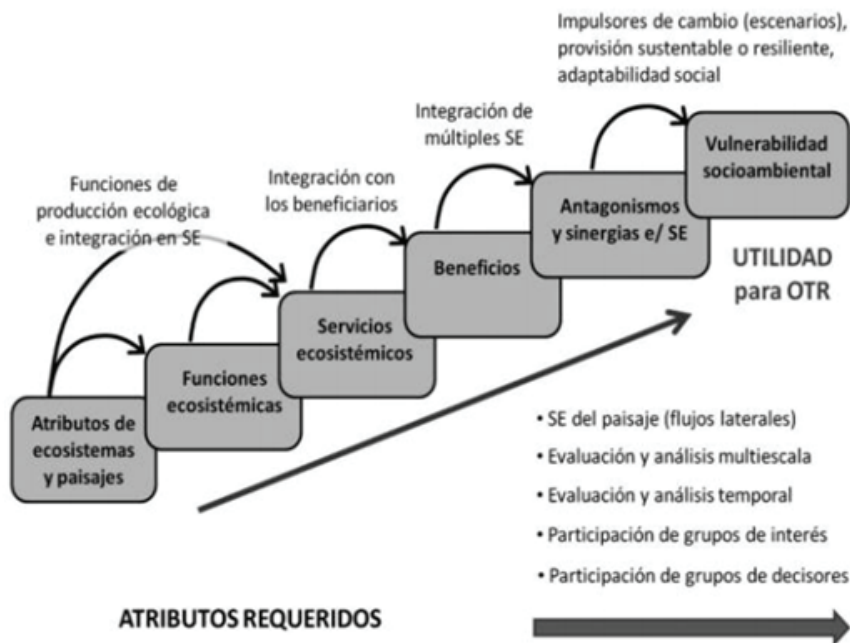 Impulsores de cambio (escenarios),
provisión sustentable o resiliente,
adaptabilidad social
Integración de
múltiples SE
Vulnerabilidad
socioambiental
Funciones de
producción ecológica
e integración en SE
Integración con
los beneficiarios
Antagonismos
y sinergias e/ SE
Beneficios
UTILIDAD
para OTR
Servicios
ecosistémicos
Funciones
ecosistémicas
Atributos de
ecosistemas
y paisajes
• SE del paisaje (flujos laterales)
• Evaluación y análisis multiescala
• Evaluación y análisis temporal
• Participación de grupos de interés
• Participación de grupos de decisores
ATRIBUTOS REQUERIDOS